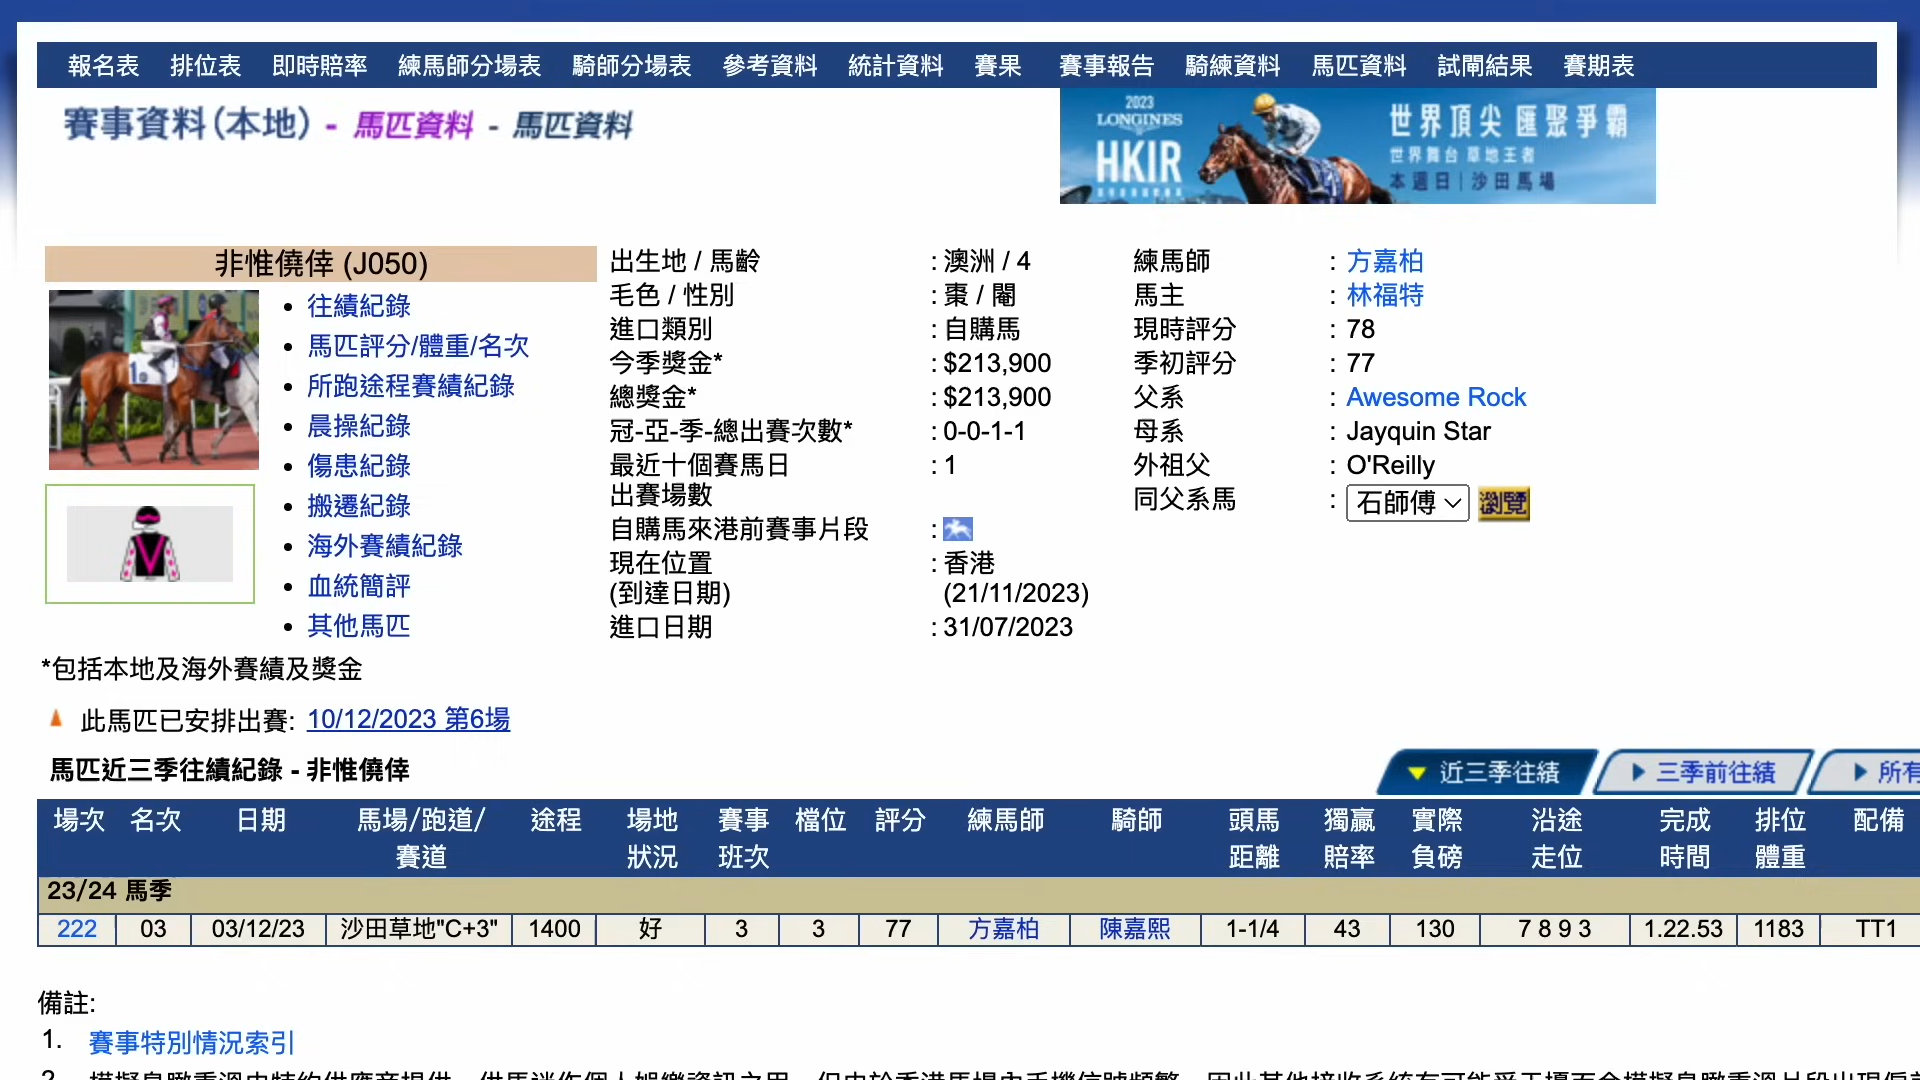 報名表 排位表 即時賠率 練馬師分場表 騎師分場表 參考資料 統計資料 賽果 賽事報告 騎練資料 馬匹資料 試閘結果 賽期表
賽事資料(本地) - 馬匹資料 - 馬匹資料
2023
LONGINES
HKIR
世界頂尖 匯聚爭霸
世界舞台 草地王者
本週日 | 沙田馬場
非惟僥倖 (J050)
往績紀錄
馬匹評分/體重/名次
所跑途程賽績紀錄
晨操紀錄
傷患紀錄
搬遷紀錄
海外賽績紀錄
血統簡評
其他馬匹
出生地 / 馬齡 : 澳洲 / 4
毛色 / 性別 : 棗 / 閹
進口類別 : 自購馬
今季獎金* : $213,900
總獎金* : $213,900
冠-亞-季-總出賽次數* : 0-0-1-1
最近十個賽馬日 : 1
出賽場數
自購馬來港前賽事片段 :
現在位置 : 香港
(到達日期) (21/11/2023)
進口日期 : 31/07/2023
練馬師 : 方嘉柏
馬主 : 林福特
現時評分 : 78
季初評分 : 77
父系 : Awesome Rock
母系 : Jayquin Star
外祖父 : O'Reilly
同父系馬 : 石師傅 瀏覽
*包括本地及海外賽績及獎金
此馬匹已安排出賽: 10/12/2023 第6場
馬匹近三季往績紀錄 - 非惟僥倖
近三季往績 三季前往績 所有
場次 名次 日期 馬場/跑道/ 途程 場地 賽事 檔位 評分 練馬師 騎師 頭馬 獨贏 實際 沿途 完成 排位 配備
賽道 狀況 班次 距離 賠率 負磅 走位 時間 體重
23/24 馬季
222 03 03/12/23 沙田草地"C+3" 1400 好 3 3 77 方嘉柏 陳嘉熙 1-1/4 43 130 7 8 9 3 1.22.53 1183 TT1
備註:
1. 賽事特別情況索引